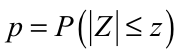 p = P(|Z| ≤ z)